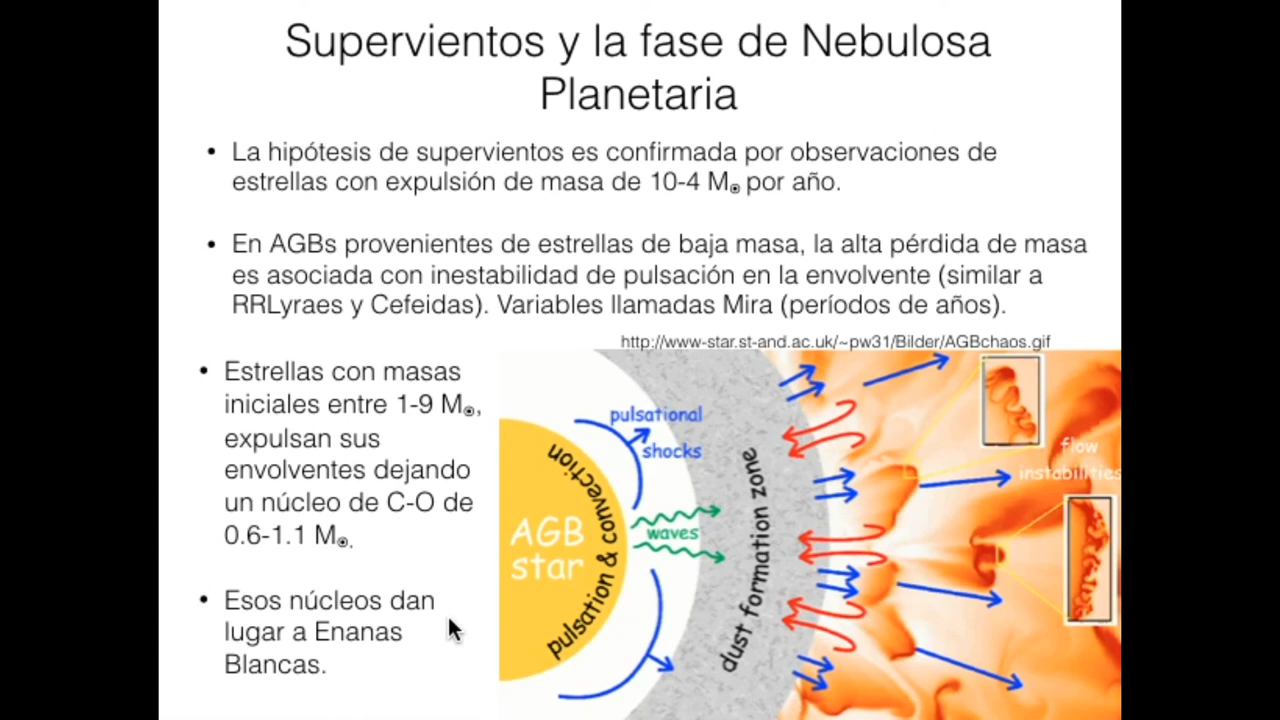 Supervientos y la fase de Nebulosa
Planetaria
• La hipótesis de supervientos es confirmada por observaciones de
estrellas con expulsión de masa de 10-4 M⊙ por año.
• En AGBs provenientes de estrellas de baja masa, la alta pérdida de masa
es asociada con inestabilidad de pulsación en la envolvente (similar a
RRLyraes y Cefeidas). Variables llamadas Mira (períodos de años).
http://www-star.st-and.ac.uk/~pw31/Bilder/AGBchaos.gif
• Estrellas con masas
iniciales entre 1-9 M⊙,
expulsan sus
envolventes dejando
un núcleo de C-O de
0.6-1.1 M⊙.
• Esos núcleos dan
lugar a Enanas
Blancas.
AGB
star
pulsation & convection
pulsational
shocks
waves
dust formation zone
flow
instabilities